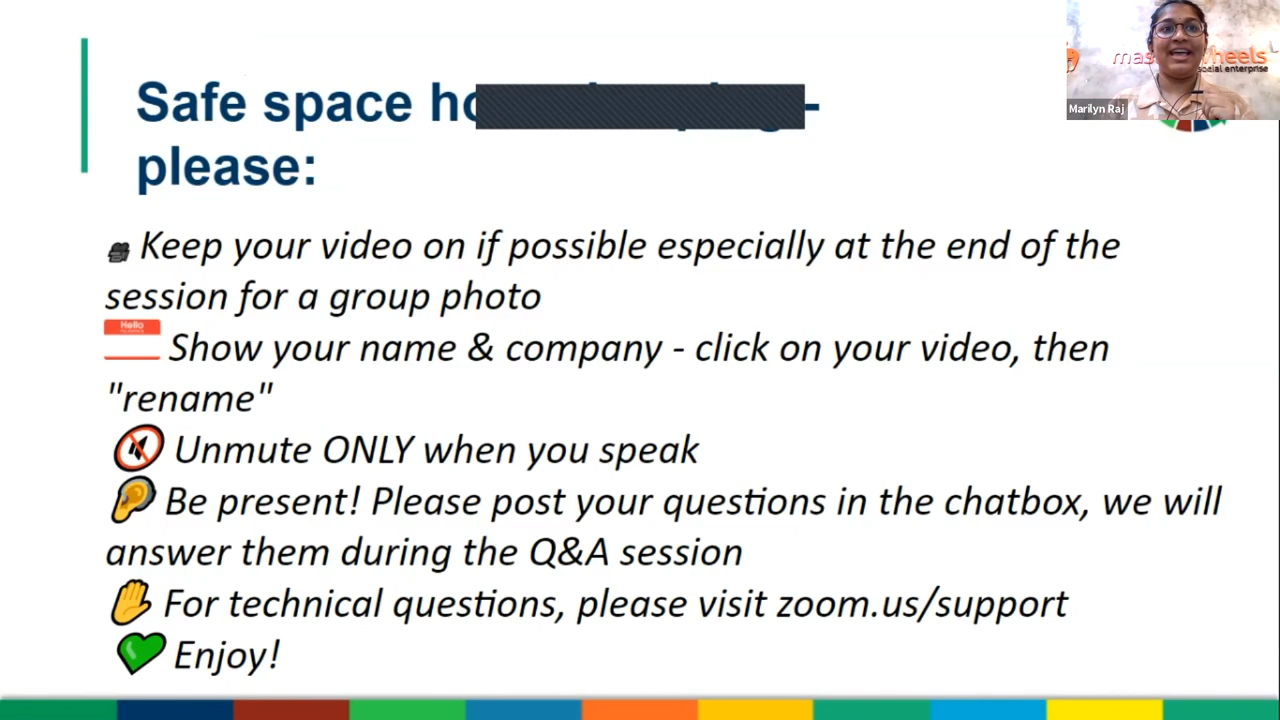 Safe space
please:
Keep your video on if possible especially at the end of the
session for a group photo
Hello
Show your name & company - click on your video, then
"rename"
Unmute ONLY when you speak
Be present! Please post your questions in the chatbox, we will
answer them during the Q&A session
For technical questions, please visit zoom.us/support
Enjoy!
social enterprise
Marilyn Raj